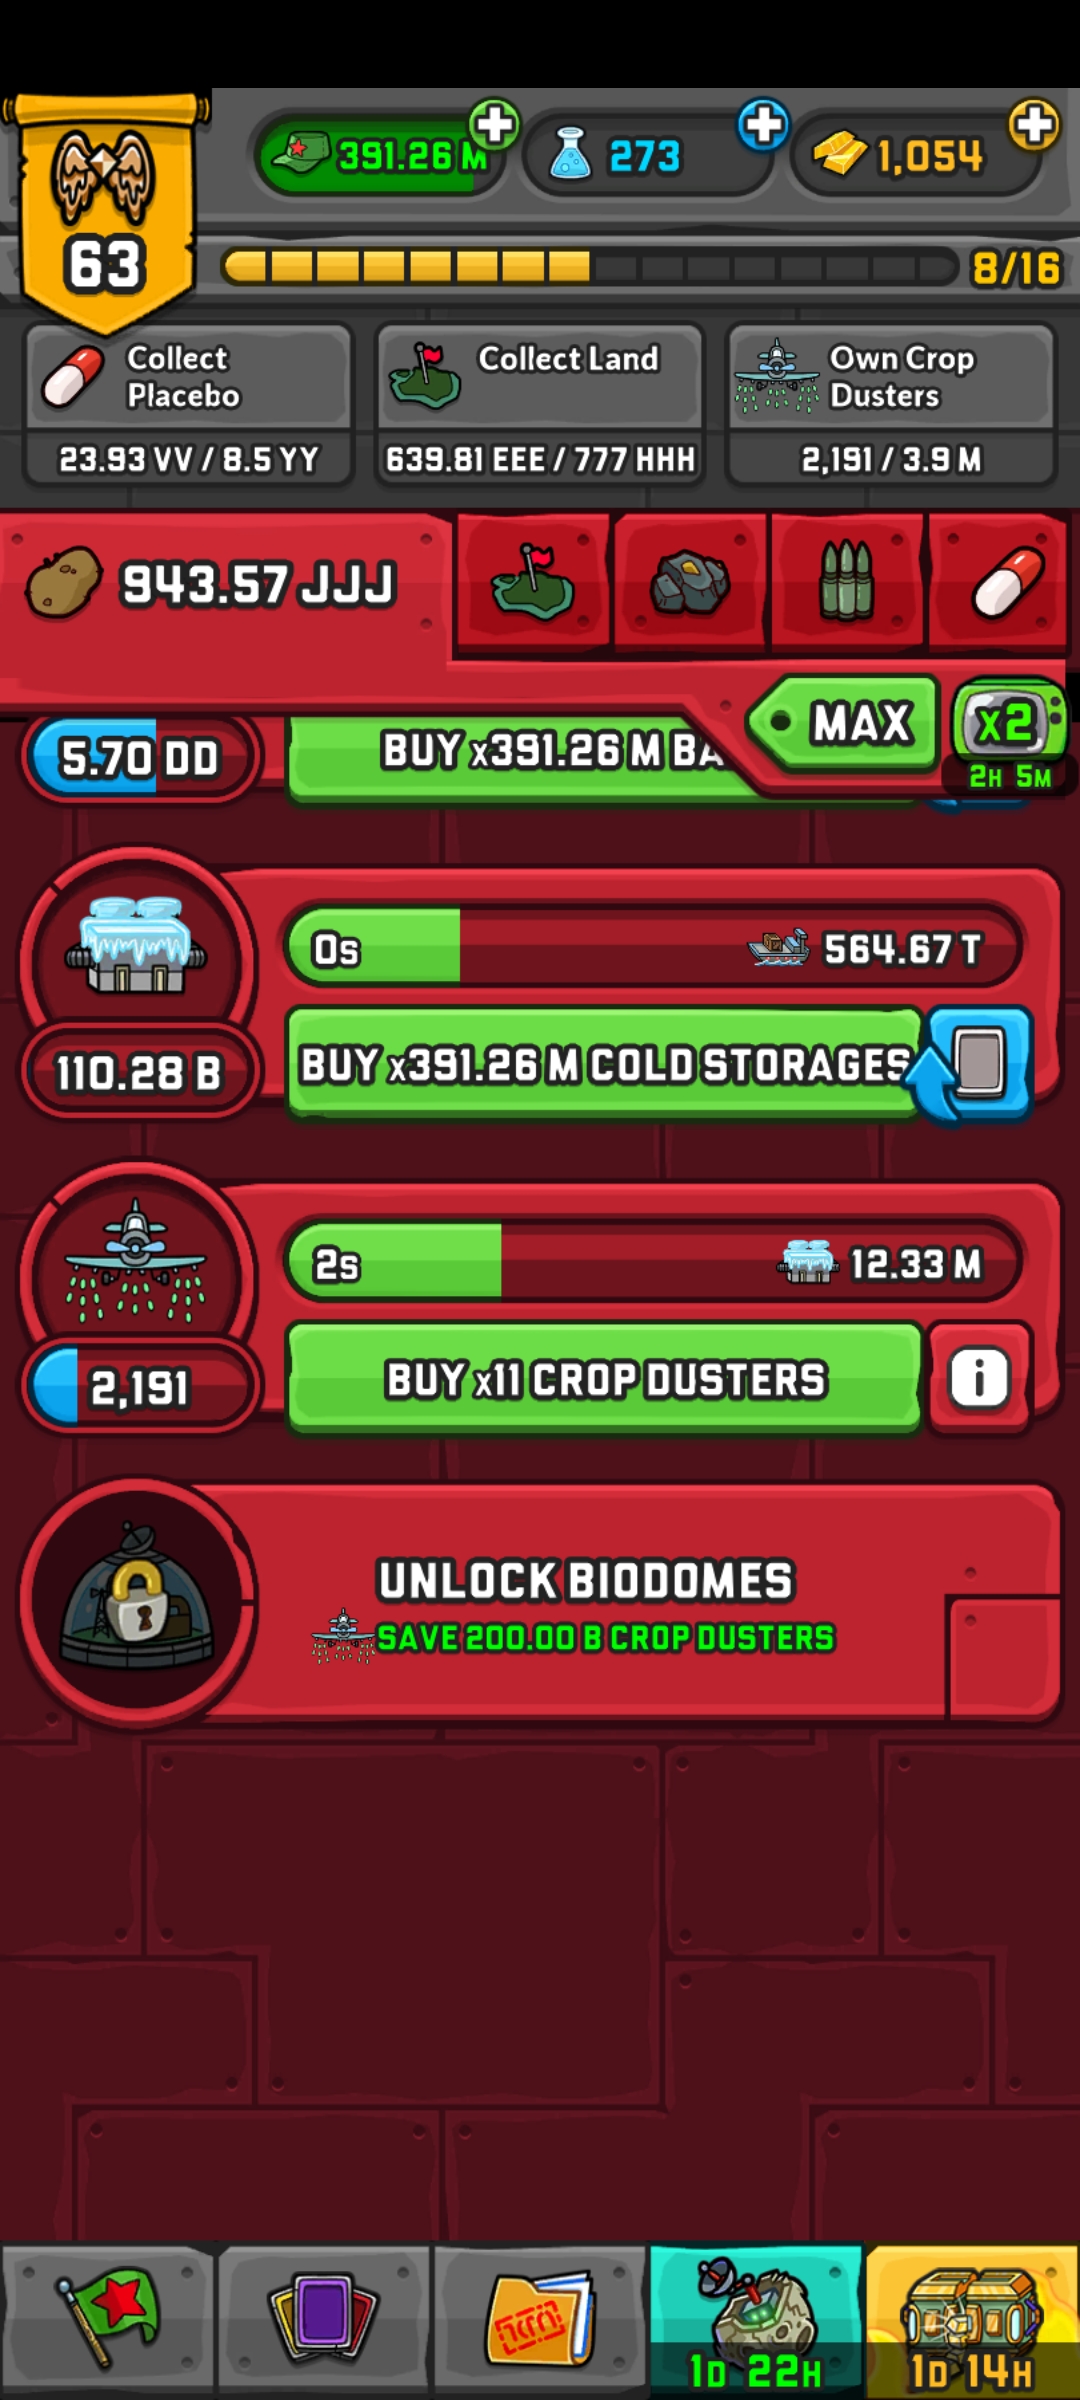 391.26 M
273
1,054
63
8/16
Collect
Placebo
23.93 VV / 8.5 YY
Collect Land
639.81 EEE / 777 HHH
Own Crop
Dusters
2,191 / 3.9 M
943.57 JJJ
MAX
x2
2H 5M
5.70 DD
BUY x391.26 M BA
0s
564.67 T
110.28 B
BUY x391.26 M COLD STORAGES
2s
12.33 M
2,191
BUY x11 CROP DUSTERS
i
UNLOCK BIODOMES
SAVE 200.00 B CROP DUSTERS
1D 22H
1D 14H